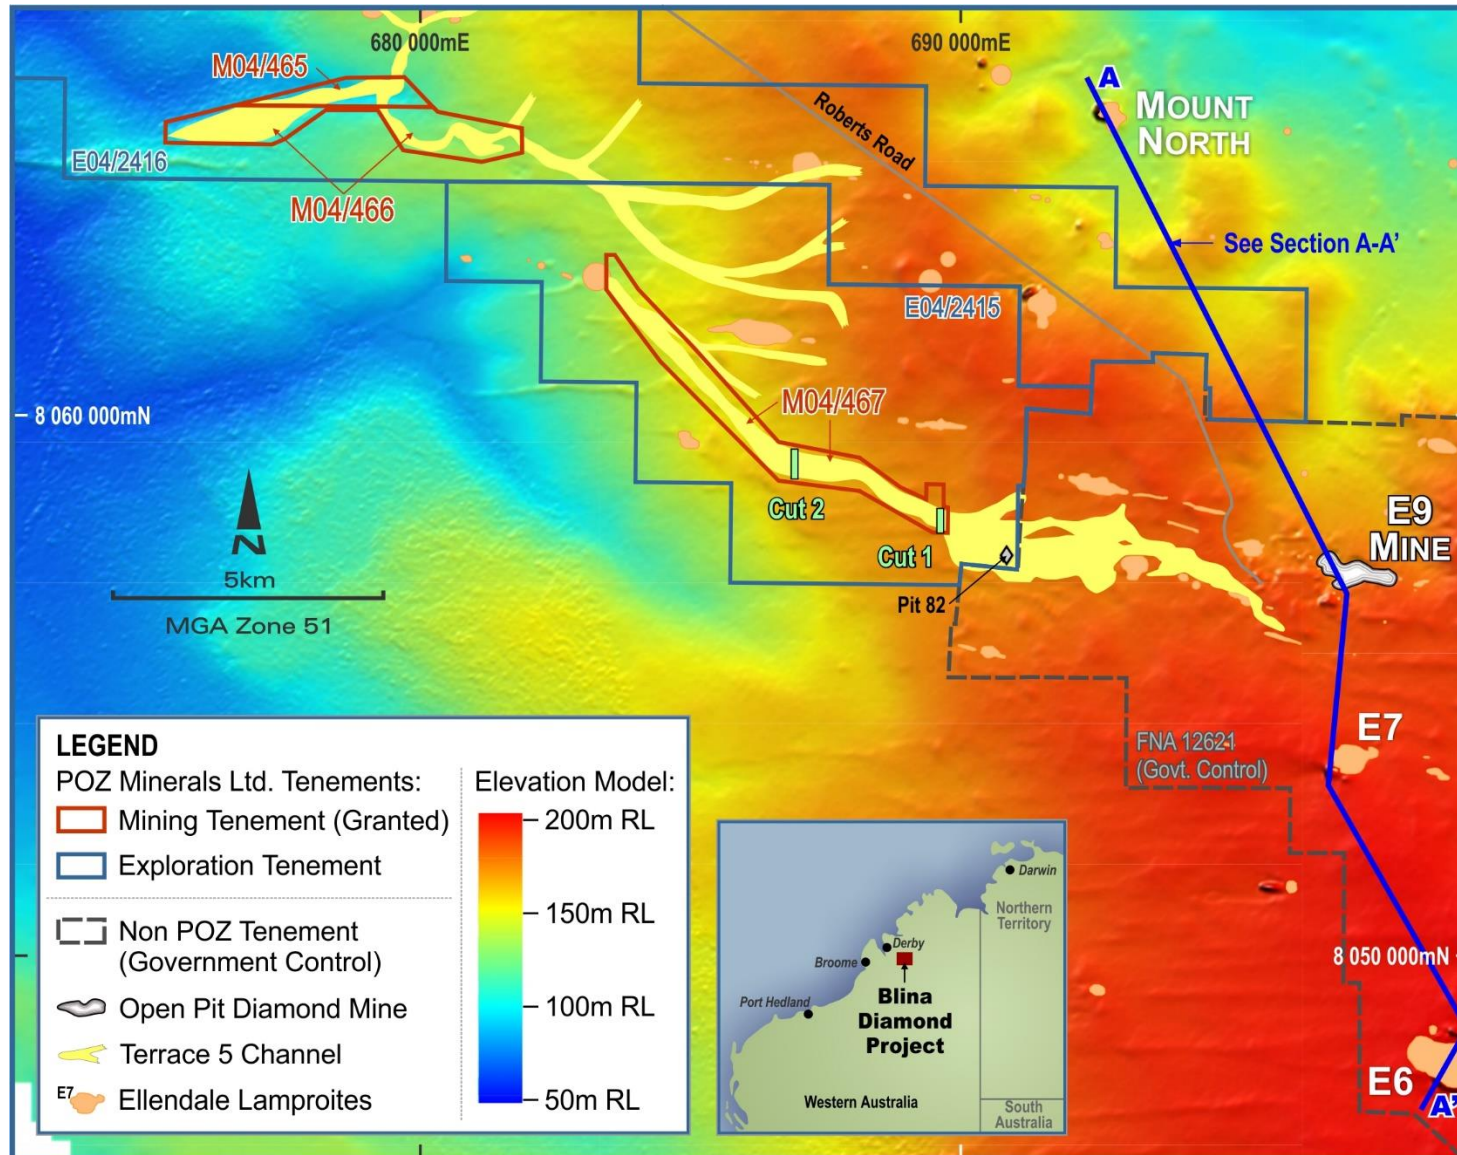 680 000mE
690 000mE
M04/465
A
MOUNT
NORTH
Roberts Road
E04/2416
M04/466
See Section A-A'
E04/2415
8 060 000mN
M04/467
Cut 2
Cut 1
E9
MINE
N
5km
MGA Zone 51
Pit 82
E7
FNA 12621
(Govt. Control)
8 050 000mN
E6
A'
LEGEND
POZ Minerals Ltd. Tenements:
Mining Tenement (Granted)
Exploration Tenement
Non POZ Tenement
(Government Control)
Open Pit Diamond Mine
Terrace 5 Channel
E7
Ellendale Lamproites
Elevation Model:
200m RL
150m RL
100m RL
50m RL
Darwin
Northern
Territory
Derby
Broome
Port Hedland
Blina
Diamond
Project
Western Australia
South
Australia